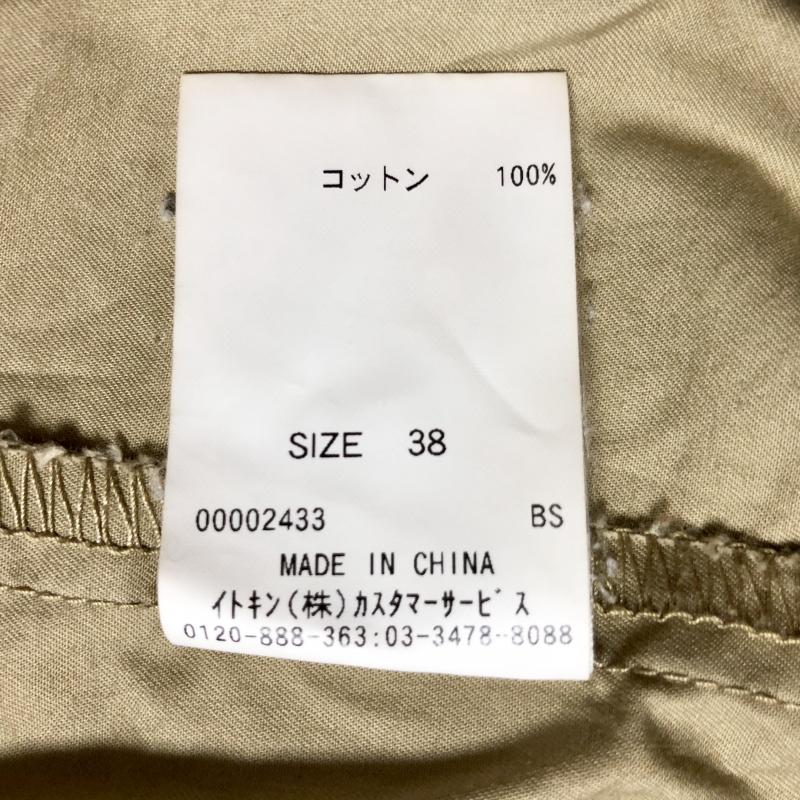 コットン 100%
SIZE 38
00002433 BS
MADE IN CHINA
イトキン(株)カスタマーサービス
0120-888-363:03-3478-8088